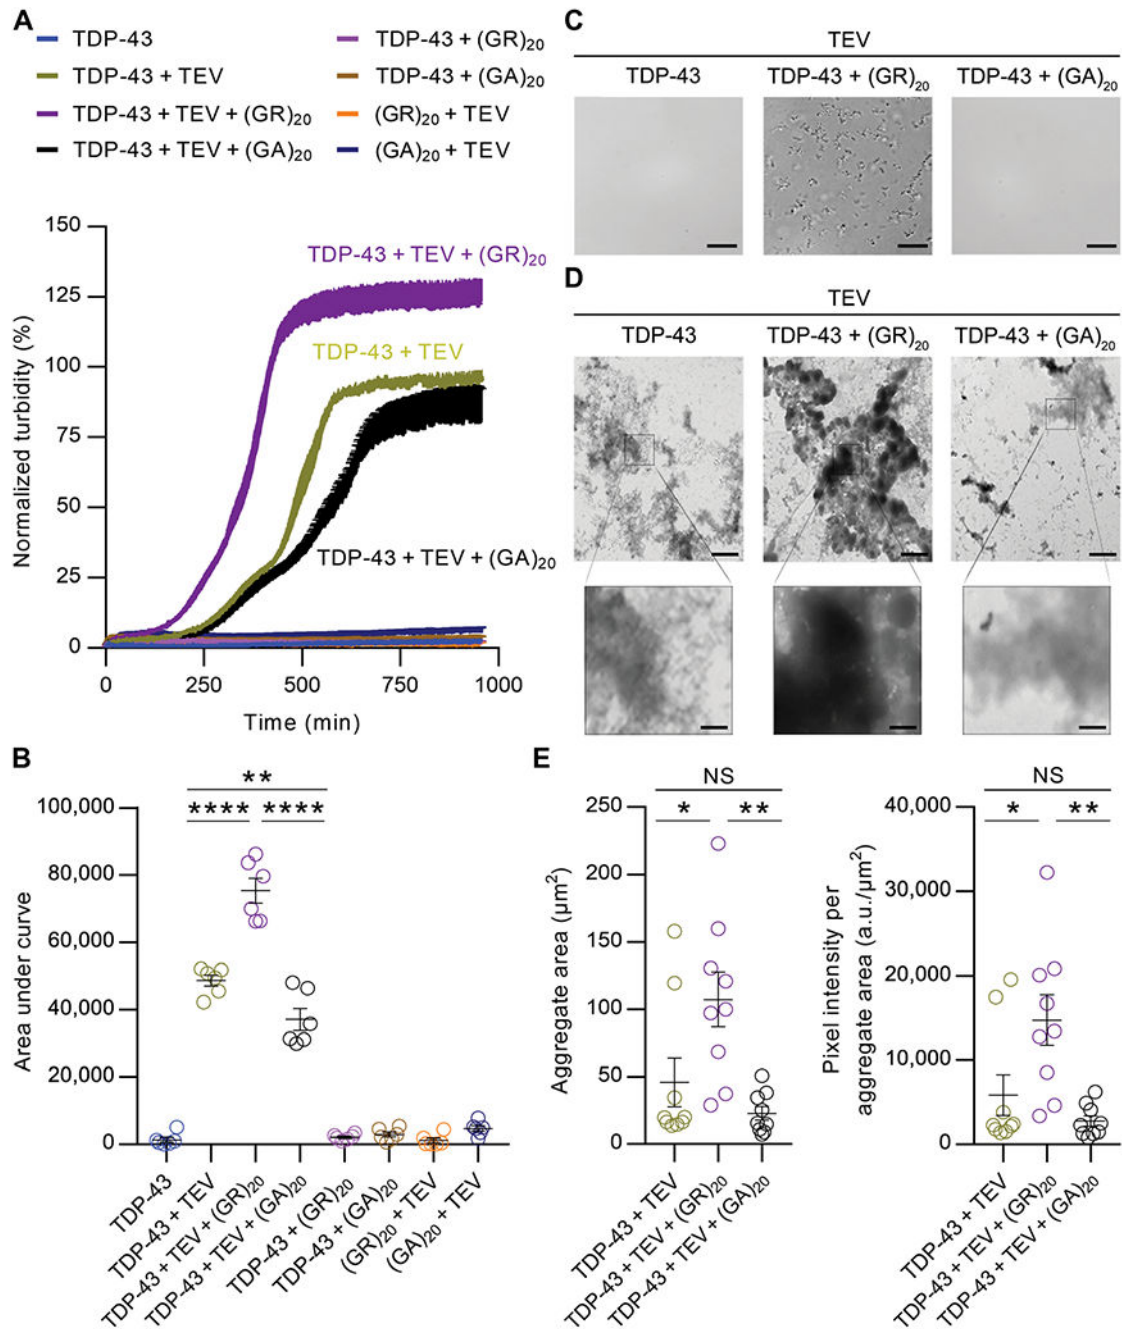 A
TDP-43
TDP-43 + TEV
TDP-43 + TEV + (GR)20
TDP-43 + TEV + (GA)20
TDP-43 + (GR)20
TDP-43 + (GA)20
(GR)20 + TEV
(GA)20 + TEV
150
125
100
75
50
25
0
Normalized turbidity (%)
TDP-43 + TEV + (GR)20
TDP-43 + TEV
TDP-43 + TEV + (GA)20
0 250 500 750 1000
Time (min)
C
TEV
TDP-43 TDP-43 + (GR)20 TDP-43 + (GA)20
D
TEV
TDP-43 TDP-43 + (GR)20 TDP-43 + (GA)20
B
**
**** ****
100,000
80,000
60,000
40,000
20,000
0
Area under curve
TDP-43
TDP-43 + TEV
TDP-43 + TEV + (GR)20
TDP-43 + TEV + (GA)20
TDP-43 + (GR)20
TDP-43 + (GA)20
(GR)20 + TEV
(GA)20 + TEV
E
NS
* **
250
200
150
100
50
0
Aggregate area (µm2)
TDP-43 + TEV
TDP-43 + TEV + (GR)20
TDP-43 + TEV + (GA)20
NS
* **
40,000
30,000
20,000
10,000
0
Pixel intensity per
aggregate area (a.u./µm2)
TDP-43 + TEV
TDP-43 + TEV + (GR)20
TDP-43 + TEV + (GA)20